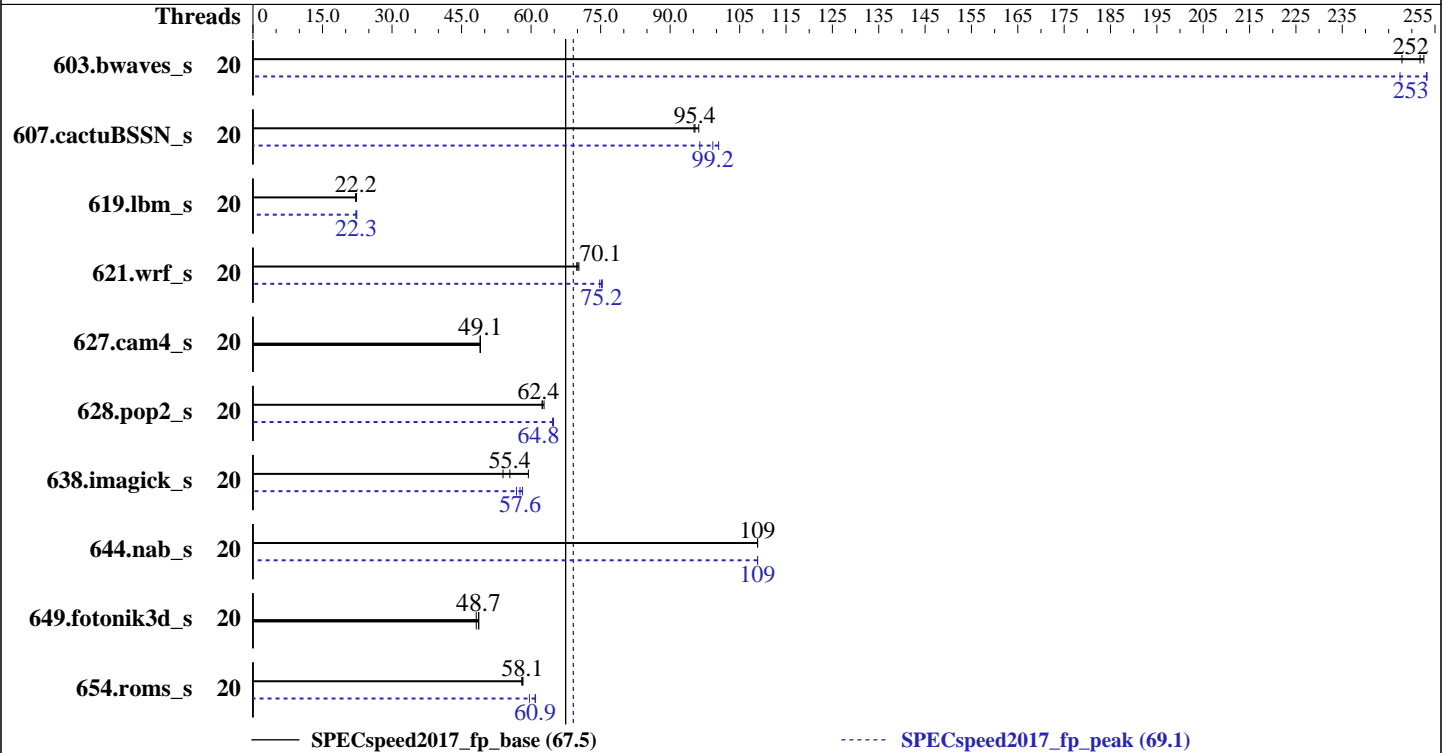 Threads 0 15.0 30.0 45.0 60.0 75.0 90.0 105 115 125 135 145 155 165 175 185 195 205 215 225 235 255
603.bwaves_s 20 252
253
607.cactuBSSN_s 20 95.4
99.2
619.lbm_s 20 22.2
22.3
621.wrf_s 20 70.1
75.2
627.cam4_s 20 49.1
628.pop2_s 20 62.4
64.8
638.imagick_s 20 55.4
57.6
644.nab_s 20 109
109
649.fotonik3d_s 20 48.7
654.roms_s 20 58.1
60.9
SPECspeed2017_fp_base (67.5) SPECspeed2017_fp_peak (69.1)